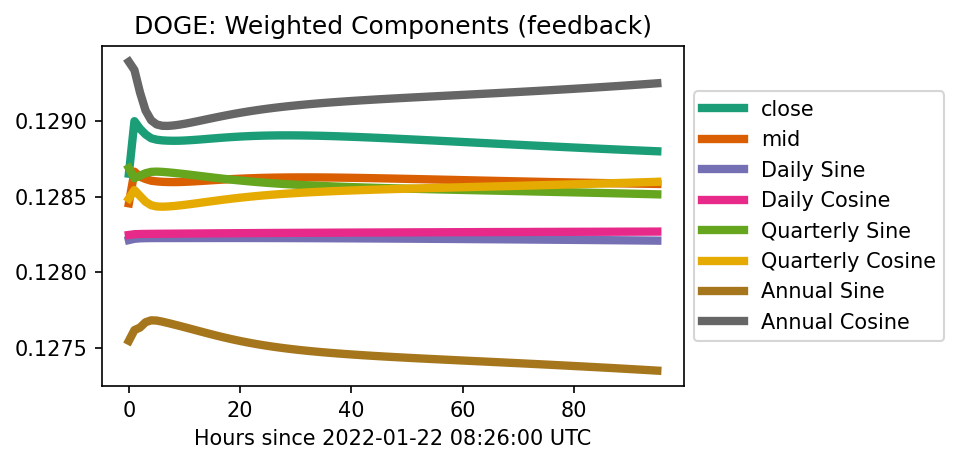 DOGE: Weighted Components (feedback)
0.1290
0.1285
0.1280
0.1275
0 20 40 60 80
Hours since 2022-01-22 08:26:00 UTC
close
mid
Daily Sine
Daily Cosine
Quarterly Sine
Quarterly Cosine
Annual Sine
Annual Cosine